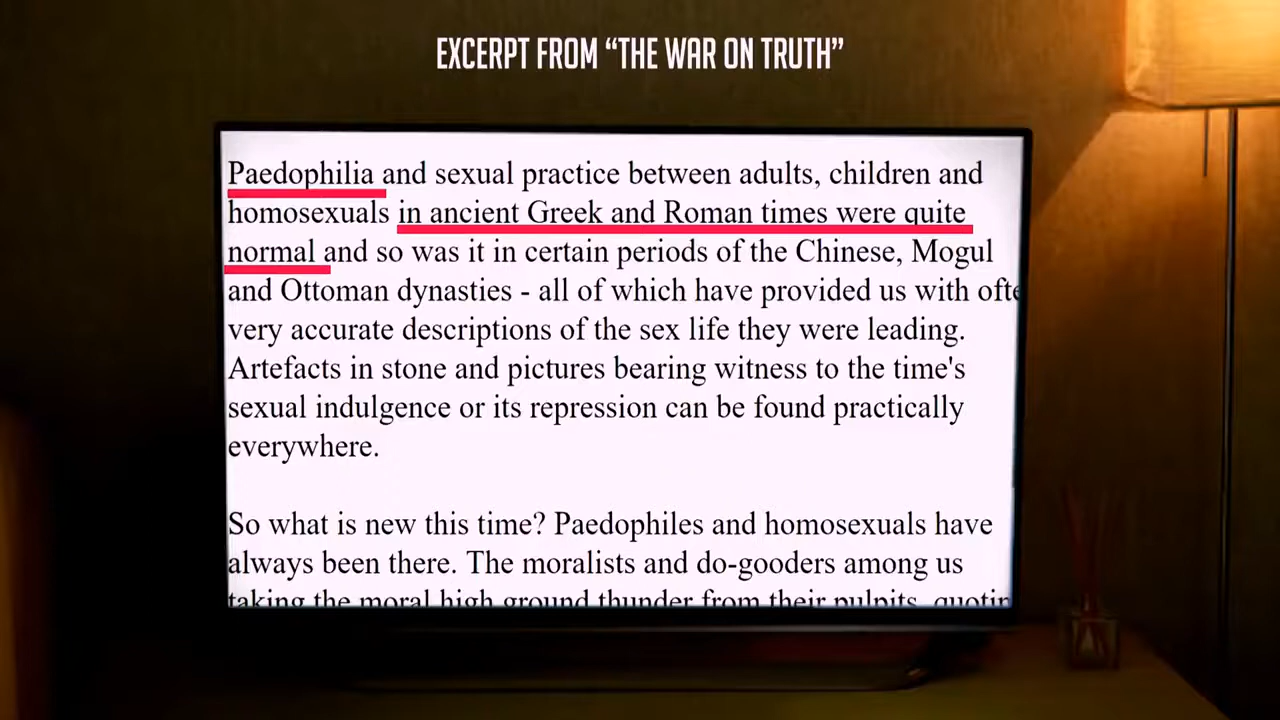 EXCERPT FROM “THE WAR ON TRUTH”
Paedophilia and sexual practice between adults, children and
homosexuals in ancient Greek and Roman times were quite
normal and so was it in certain periods of the Chinese, Mogul
and Ottoman dynasties - all of which have provided us with ofte
very accurate descriptions of the sex life they were leading.
Artefacts in stone and pictures bearing witness to the time's
sexual indulgence or its repression can be found practically
everywhere.
So what is new this time? Paedophiles and homosexuals have
always been there. The moralists and do-gooders among us
taking the moral high ground thunder from their pulpits, quotin